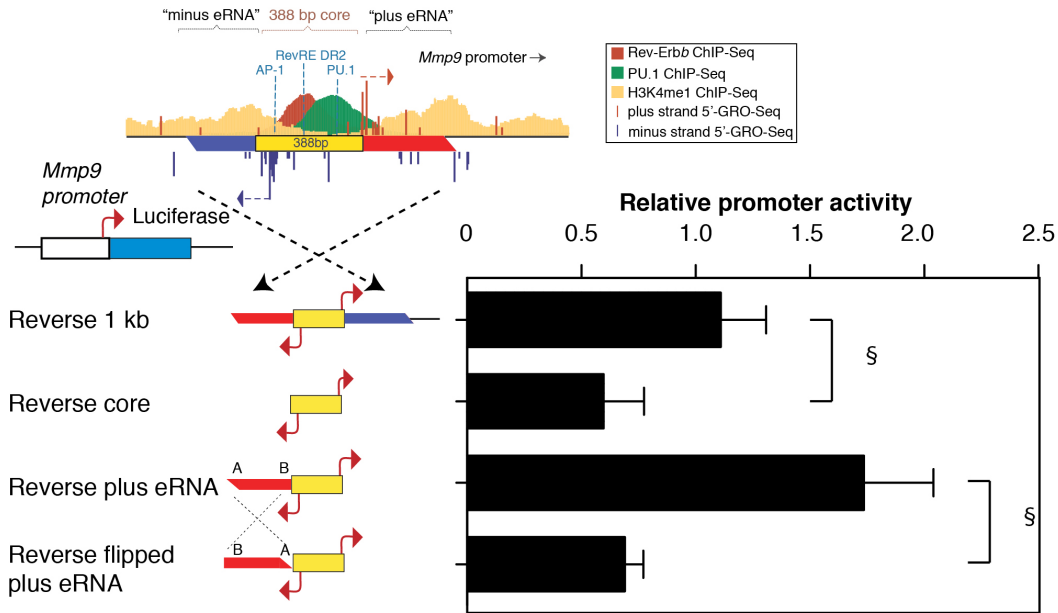 "minus eRNA" 388 bp core "plus eRNA"
RevRE DR2
AP-1 PU.1
Mmp9 promoter →
388bp
Rev-Erbb ChIP-Seq
PU.1 ChIP-Seq
H3K4me1 ChIP-Seq
plus strand 5'-GRO-Seq
minus strand 5'-GRO-Seq
Mmp9
promoter
Luciferase
Relative promoter activity
0 0.5 1.0 1.5 2.0 2.5
Reverse 1 kb
§
Reverse core
A B
Reverse plus eRNA
§
B A
Reverse flipped
plus eRNA